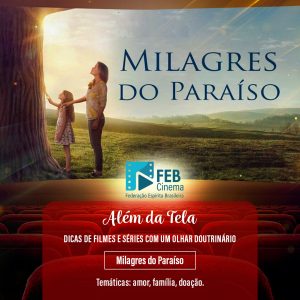 MILAGRES
DO PARAÍSO
FEB
Cinema
Federação Espírita Brasileira
Além da Tela
DICAS DE FILMES E SÉRIES COM UM OLHAR DOUTRINÁRIO
Milagres do Paraíso
Temáticas: amor, família, doação.